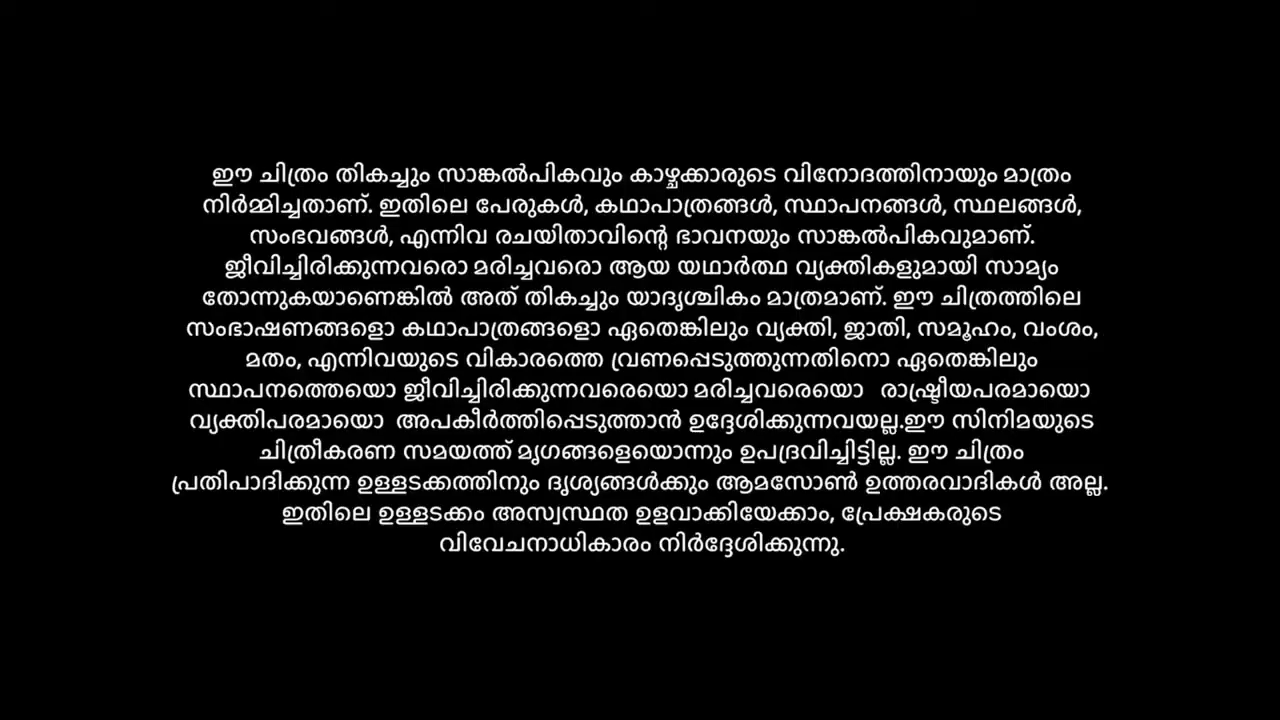 ഈ ചിത്രം തികച്ചും സാങ്കൽപികവും കാഴ്ചക്കാരുടെ വിനോദത്തിനായും മാത്രം
നിർമ്മിച്ചതാണ്. ഇതിലെ പേരുകൾ, കഥാപാത്രങ്ങൾ, സ്ഥാപനങ്ങൾ, സ്ഥലങ്ങൾ,
സംഭവങ്ങൾ, എന്നിവ രചയിതാവിന്റെ ഭാവനയും സാങ്കൽപികവുമാണ്.
ജീവിച്ചിരിക്കുന്നവരൊ മരിച്ചവരൊ ആയ യഥാർത്ഥ വ്യക്തികളുമായി സാമ്യം
തോന്നുകയാണെങ്കിൽ അത് തികച്ചും യാദൃശ്ചികം മാത്രമാണ്. ഈ ചിത്രത്തിലെ
സംഭാഷണങ്ങളൊ കഥാപാത്രങ്ങളൊ ഏതെങ്കിലും വ്യക്തി, ജാതി, സമൂഹം, വംശം,
മതം, എന്നിവയുടെ വികാരത്തെ വ്രണപ്പെടുത്തുന്നതിനൊ ഏതെങ്കിലും
സ്ഥാപനത്തെയൊ ജീവിച്ചിരിക്കുന്നവരെയൊ മരിച്ചവരെയൊ രാഷ്ട്രീയപരമായൊ
വ്യക്തിപരമായൊ അപകീർത്തിപ്പെടുത്താൻ ഉദ്ദേശിക്കുന്നവയല്ല.ഈ സിനിമയുടെ
ചിത്രീകരണ സമയത്ത് മൃഗങ്ങളെയൊന്നും ഉപദ്രവിച്ചിട്ടില്ല. ഈ ചിത്രം
പ്രതിപാദിക്കുന്ന ഉള്ളടക്കത്തിനും ദൃശ്യങ്ങൾക്കും ആമസോൺ ഉത്തരവാദികൾ അല്ല.
ഇതിലെ ഉള്ളടക്കം അസ്വസ്ഥത ഉളവാക്കിയേക്കാം, പ്രേക്ഷകരുടെ
വിവേചനാധികാരം നിർദ്ദേശിക്കുന്നു.